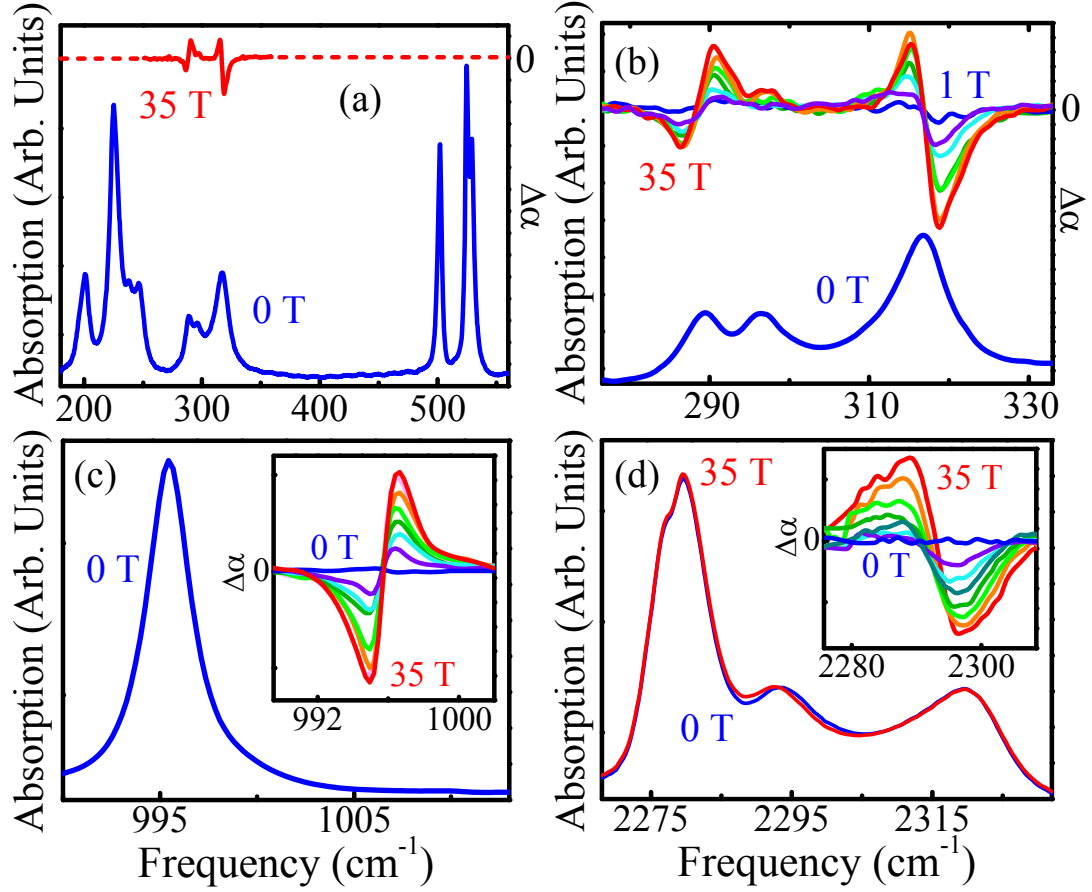 Absorption (Arb. Units)
35 T
(a)
0 T
0
Δα
200 300 400 500
Absorption (Arb. Units)
(b)
1 T
35 T
0 T
0
Δα
290 310 330
Absorption (Arb. Units)
(c)
0 T
Δα
0
0 T
35 T
992 1000
995 1005
Frequency (cm⁻¹)
Absorption (Arb. Units)
(d)
35 T
0 T
Δα
0
35 T
0 T
2280 2300
2275 2295 2315
Frequency (cm⁻¹)